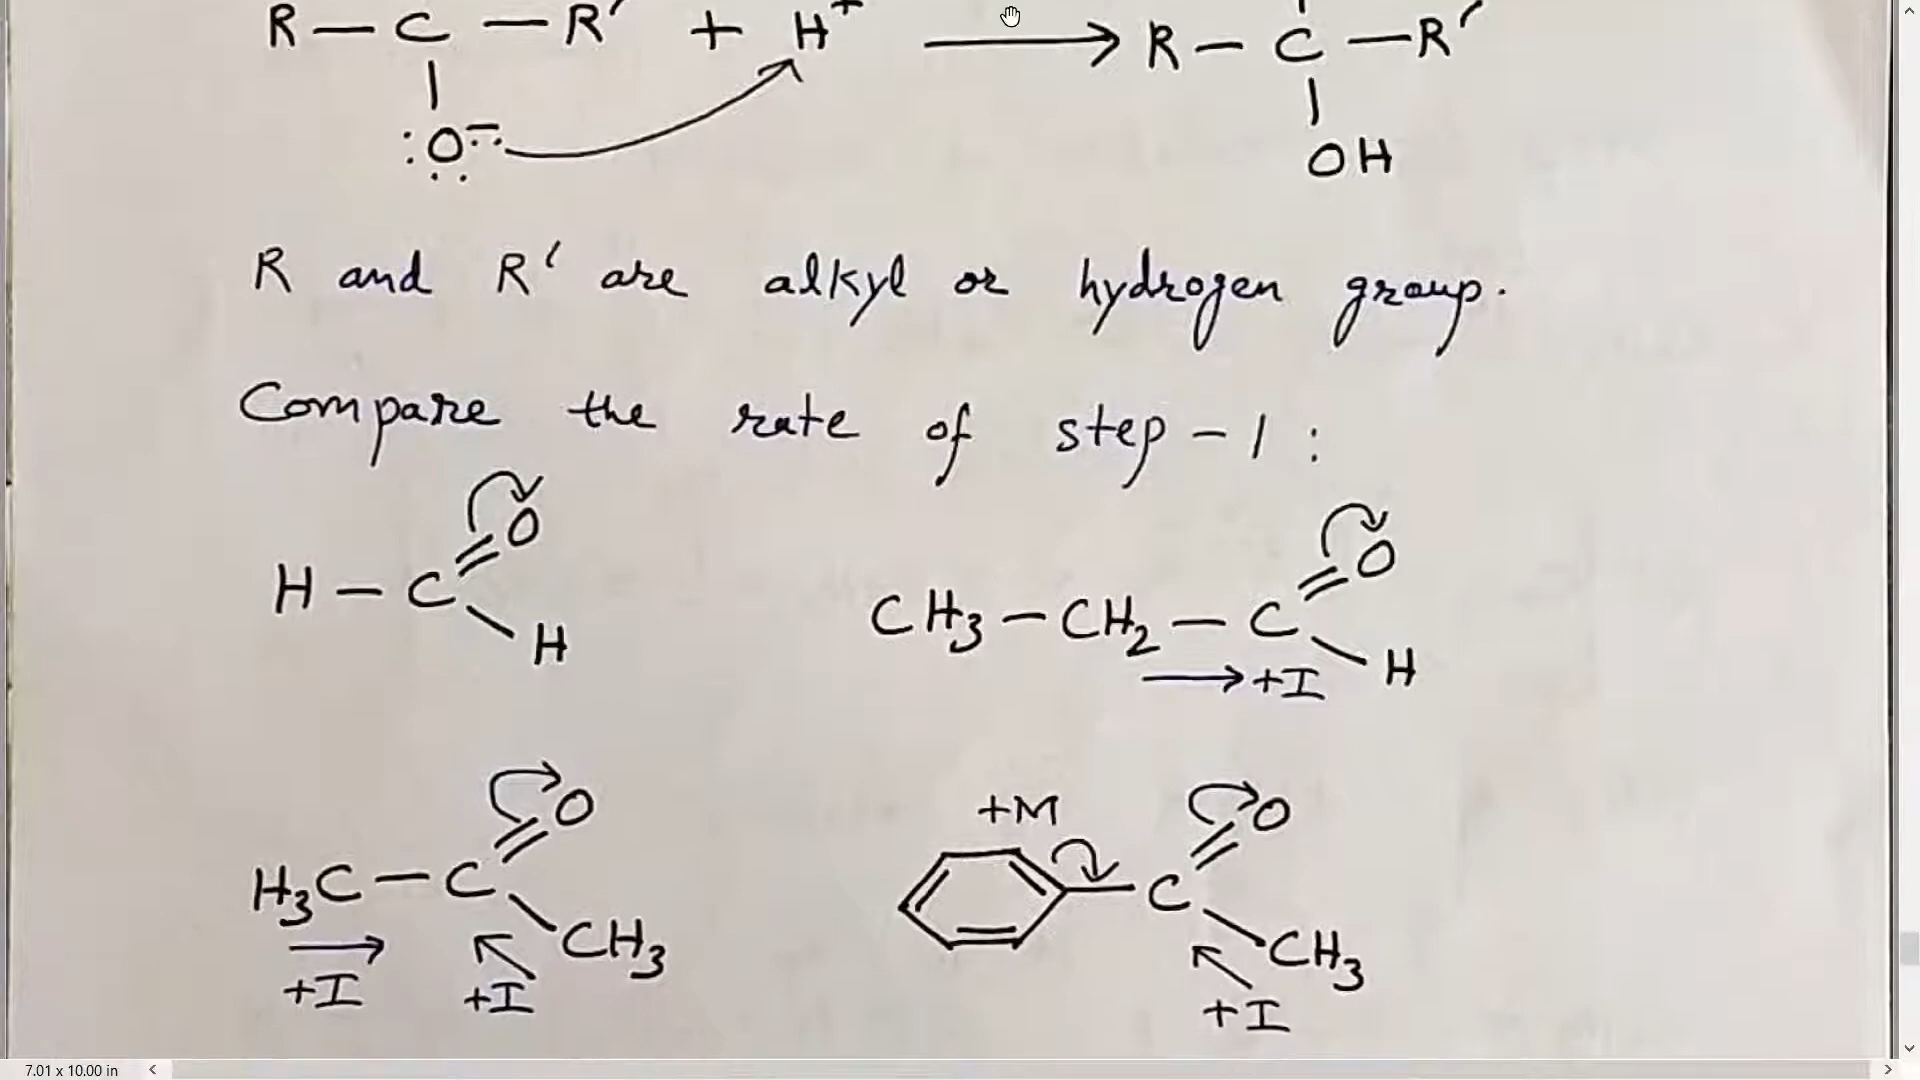 R — C — R′ + H⁺ ⟶ R — C — R′
:O:⁻ OH
R and R′ are alkyl or hydrogen group.
Compare the rate of step - 1 :
O O
H — C CH₃ — CH₂ — C
H H
+I
O +M O
H₃C — C C
CH₃ CH₃
+I +I +I
7.01 x 10.00 in